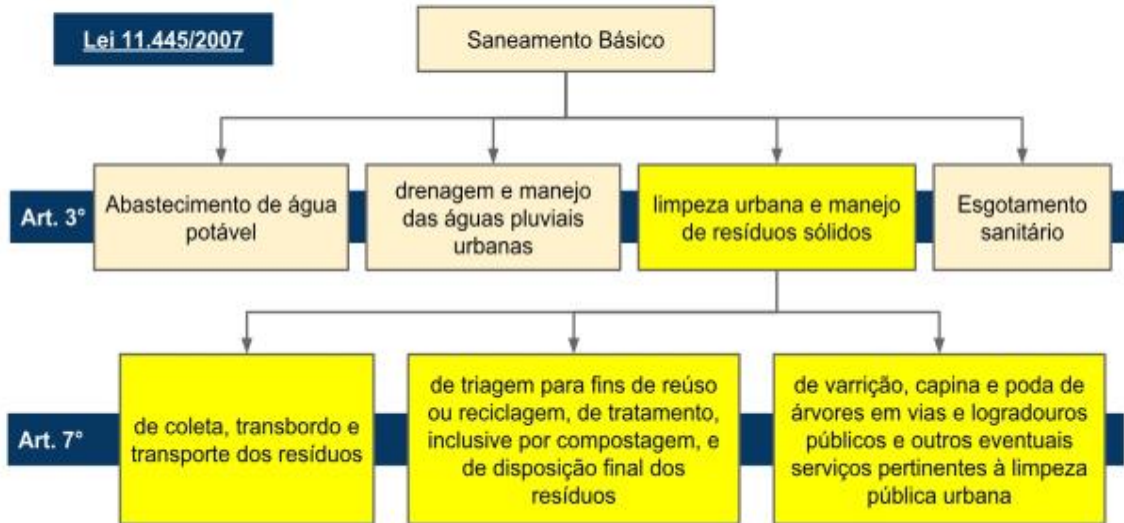 Lei 11.445/2007
Saneamento Básico
Art. 3°
Abastecimento de água
potável
drenagem e manejo
das águas pluviais
urbanas
limpeza urbana e manejo
de resíduos sólidos
Esgotamento
sanitário
Art. 7°
de coleta, transbordo e
transporte dos resíduos
de triagem para fins de reúso
ou reciclagem, de tratamento,
inclusive por compostagem, e
de disposição final dos
resíduos
de varrição, capina e poda de
árvores em vias e logradouros
públicos e outros eventuais
serviços pertinentes à limpeza
pública urbana